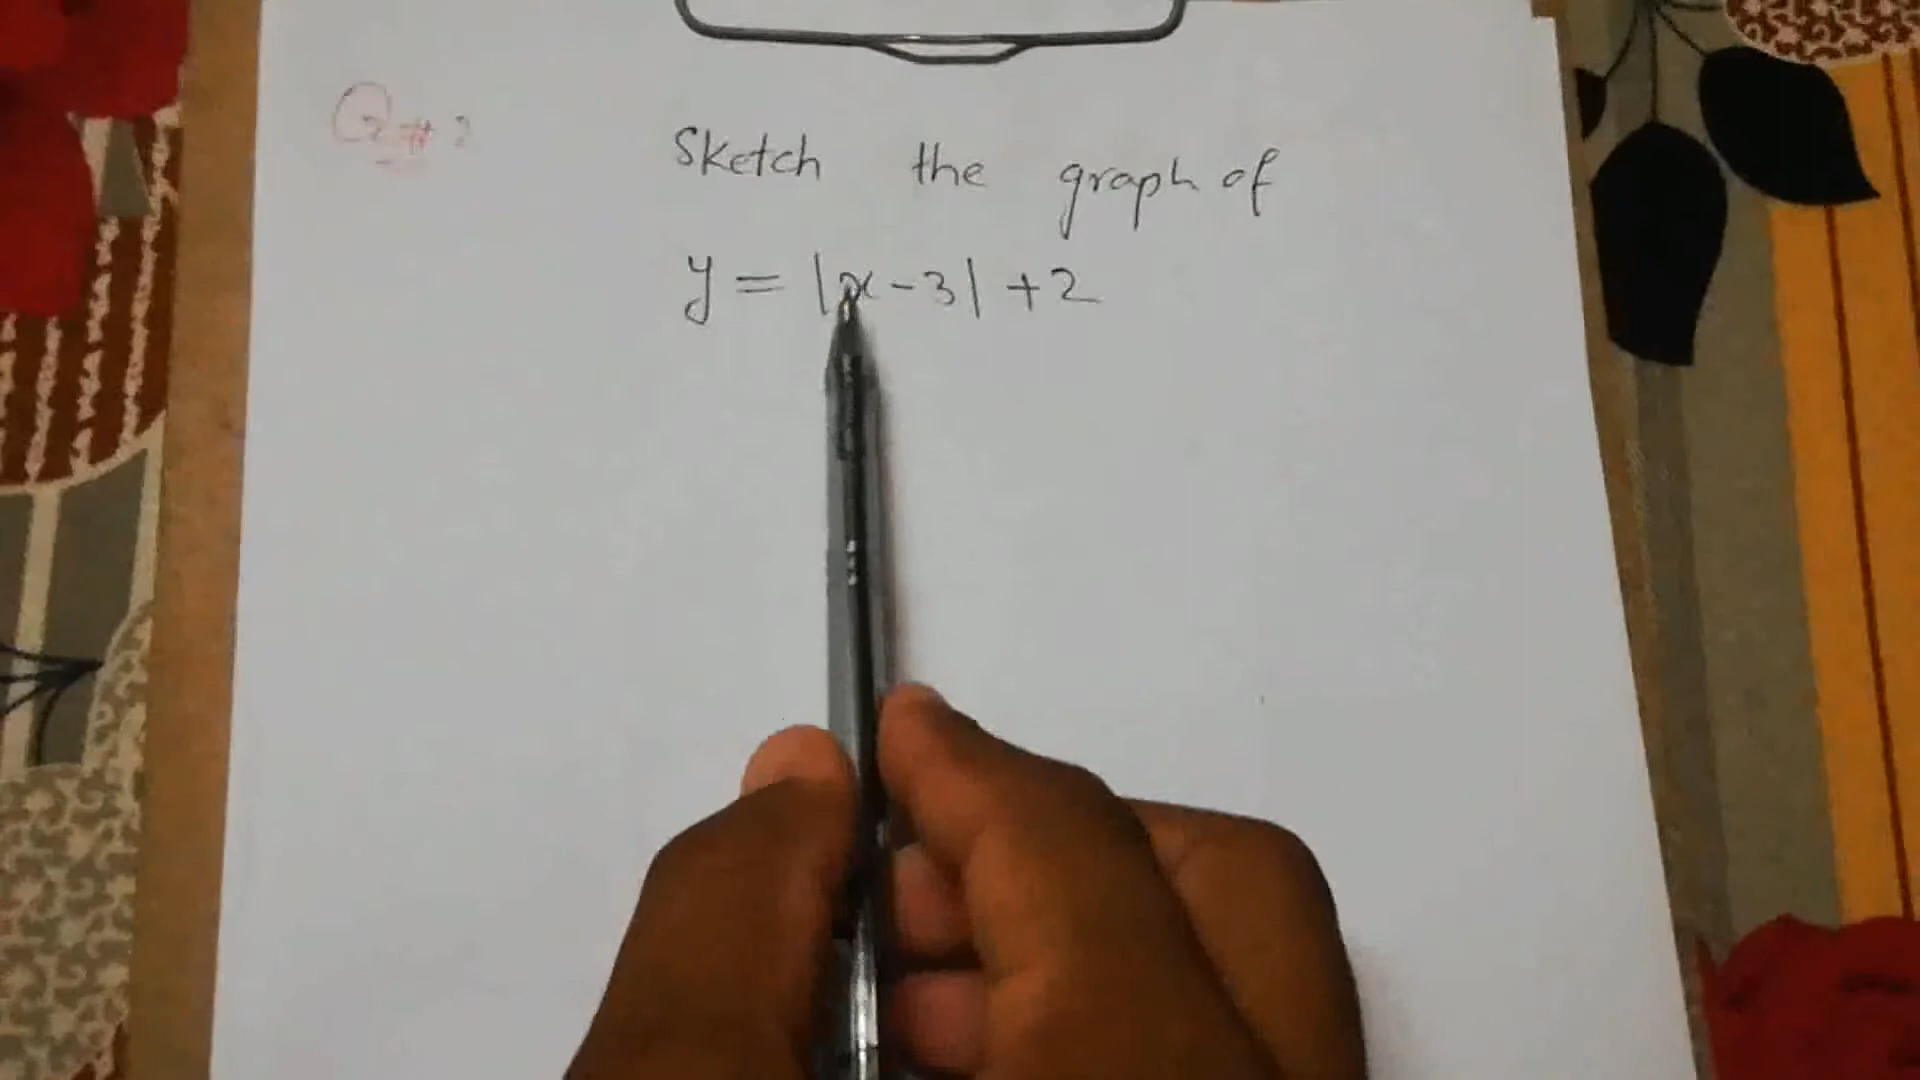 Q#2
Sketch the graph of
y = |x-3| +2